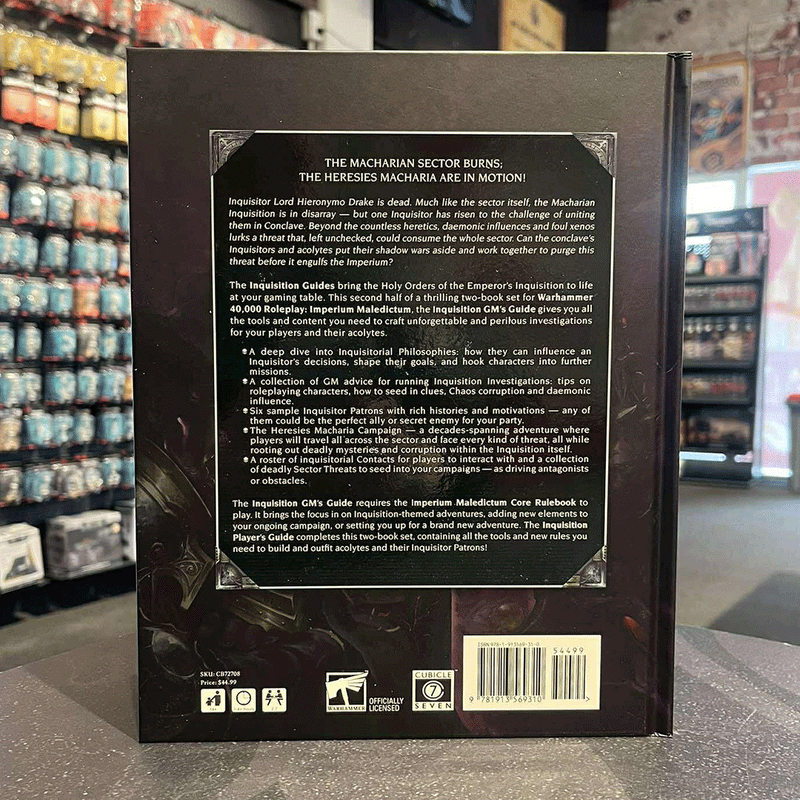 THE MACHARIAN SECTOR BURNS;
THE HERESIES MACHARIA ARE IN MOTION!
Inquisitor Lord Hieronymo Drake is dead. Much like the sector itself, the Macharian
Inquisition is in disarray — but one Inquisitor has risen to the challenge of uniting
them in Conclave. Beyond the countless heretics, daemonic influences and foul xenos
lurks a threat that, left unchecked, could consume the whole sector. Can the conclave's
Inquisitors and acolytes put their shadow wars aside and work together to purge this
threat before it engulfs the Imperium?
The Inquisition Guides bring the Holy Orders of the Emperor's Inquisition to life
at your gaming table. This second half of a thrilling two-book set for Warhammer
40,000 Roleplay: Imperium Maledictum, the Inquisition GM's Guide gives you all
the tools and content you need to craft unforgettable and perilous investigations
for your players and their acolytes.
A deep dive into Inquisitorial Philosophies: how they can influence an
Inquisitor's decisions, shape their goals, and hook characters into further
missions.
A collection of GM advice for running Inquisition Investigations: tips on
roleplaying characters, how to seed in clues, Chaos corruption and daemonic
influence.
Six sample Inquisitor Patrons with rich histories and motivations — any of
them could be the perfect ally or secret enemy for your party.
The Heresies Macharia Campaign — a decades-spanning adventure where
players will travel all across the sector and face every kind of threat, all while
rooting out deadly mysteries and corruption within the Inquisition itself.
A roster of inquisitorial Contacts for players to interact with and a collection
of deadly Sector Threats to seed into your campaigns — as driving antagonists
or obstacles.
The Inquisition GM's Guide requires the Imperium Maledictum Core Rulebook to
play. It brings the focus in on Inquisition-themed adventures, adding new elements to
your ongoing campaign, or setting you up for a brand new adventure. The Inquisition
Player's Guide completes this two-book set, containing all the tools and new rules you
need to build and outfit acolytes and their Inquisitor Patrons!
SKU: CB72708
Price: $44.99
WARHAMMER
OFFICIALLY
LICENSED
CUBICLE
7
SEVEN
ISBN 978-1-913569-31-0
54499
9 781913 569310